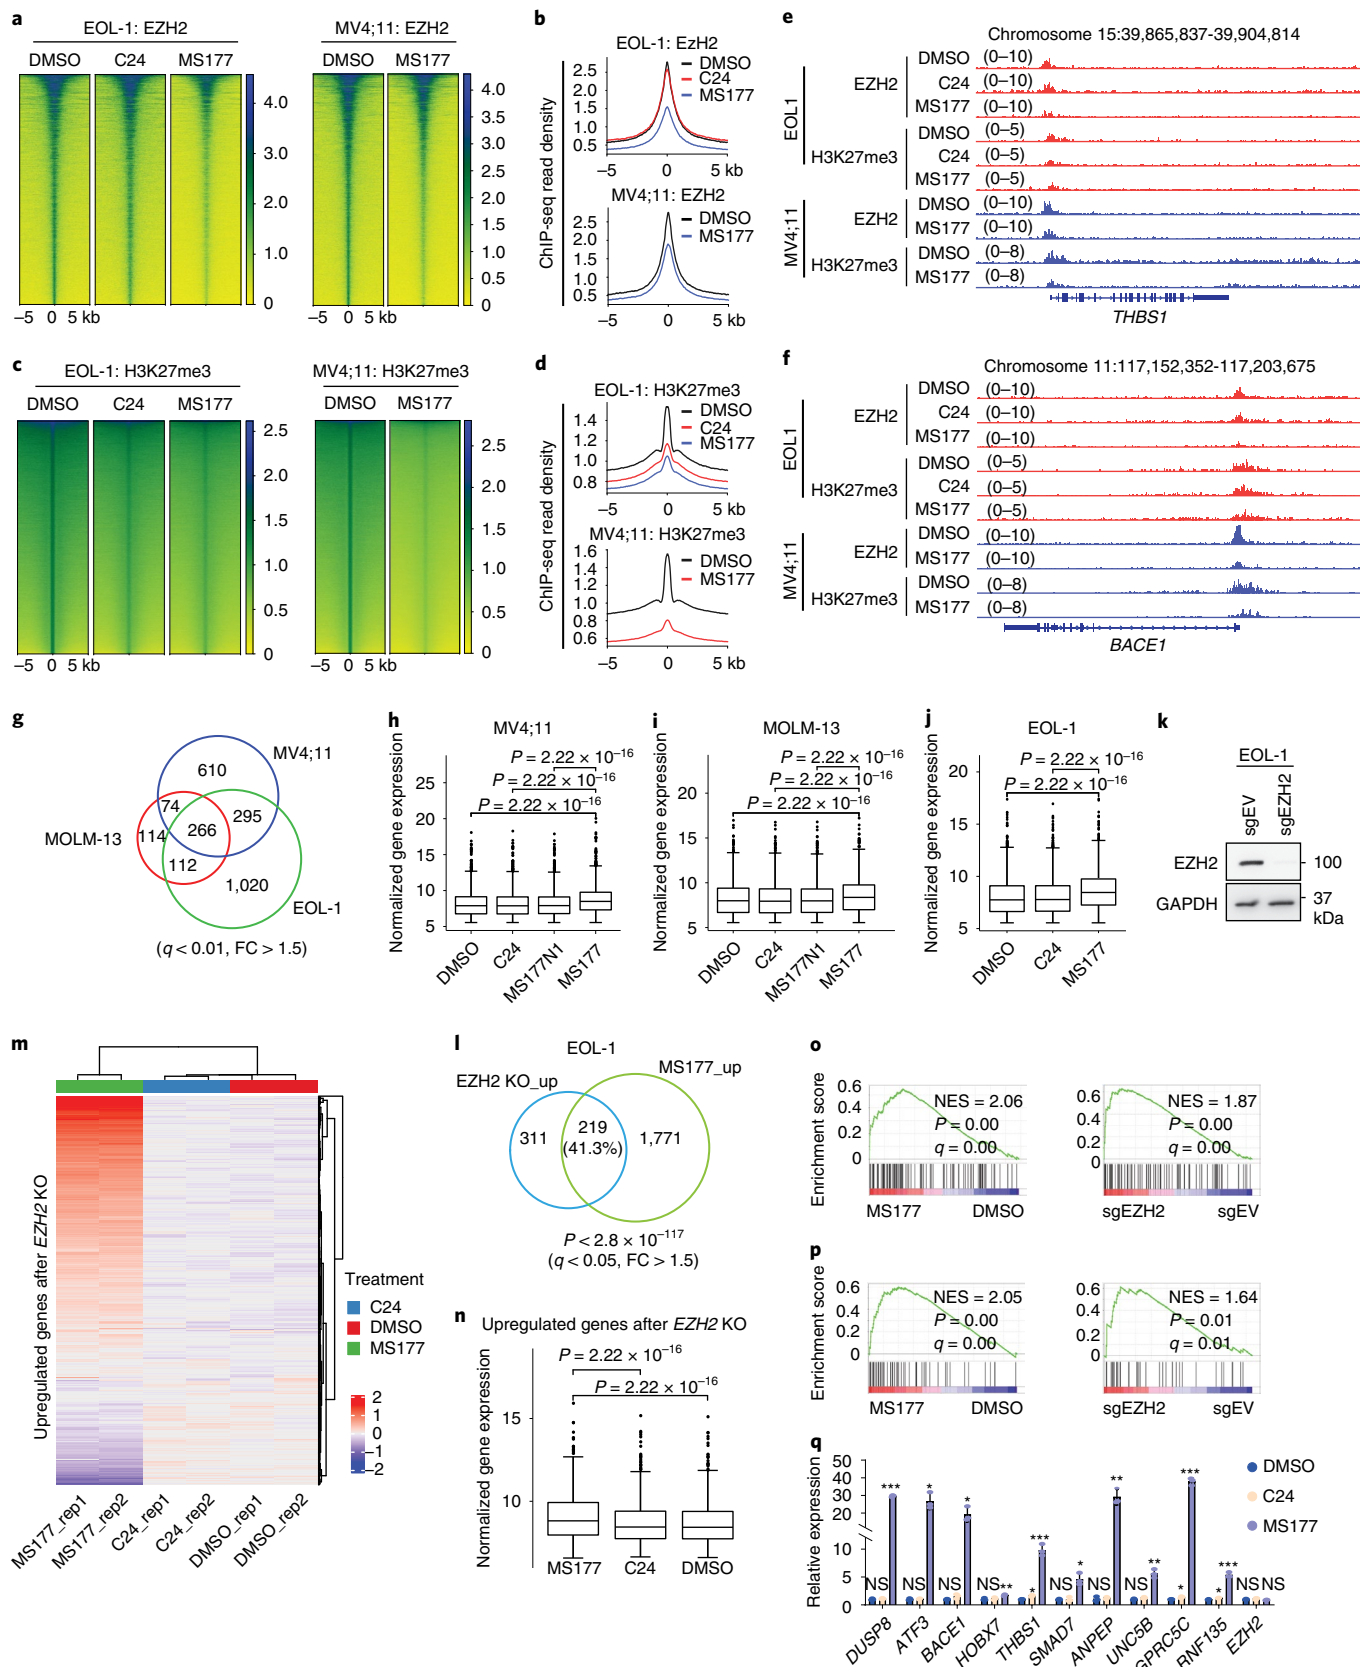 a
EOL-1: EZH2
MV4;11: EZH2
DMSO C24 MS177
DMSO MS177
4.0
3.0
2.0
1.0
0
4.0
3.5
3.0
2.5
2.0
1.5
1.0
0.5
0
–5 0 5 kb
–5 0 5 kb
b
EOL-1: EzH2
DMSO
C24
MS177
2.5
2.0
1.5
1.0
0.5
–5 0 5 kb
MV4;11: EZH2
DMSO
MS177
2.5
2.0
1.5
1.0
0.5
–5 0 5 kb
ChIP-seq read density
c
EOL-1: H3K27me3
MV4;11: H3K27me3
DMSO C24 MS177
DMSO MS177
2.5
2.0
1.5
1.0
0.5
0
2.5
2.0
1.5
1.0
0.5
0
–5 0 5 kb
–5 0 5 kb
d
EOL-1: H3K27me3
DMSO
C24
MS177
1.4
1.2
1.0
0.8
–5 0 5 kb
MV4;11: H3K27me3
DMSO
MS177
1.6
1.4
1.2
1.0
0.8
0.6
–5 0 5 kb
ChIP-seq read density
e
Chromosome 15:39,865,837-39,904,814
EOL1
EZH2
DMSO (0–10)
C24 (0–10)
MS177 (0–10)
H3K27me3
DMSO (0–5)
C24 (0–5)
MS177 (0–5)
MV4;11
EZH2
DMSO (0–10)
MS177 (0–10)
H3K27me3
DMSO (0–8)
MS177 (0–8)
THBS1
f
Chromosome 11:117,152,352-117,203,675
EOL1
EZH2
DMSO (0–10)
C24 (0–10)
MS177 (0–10)
H3K27me3
DMSO (0–5)
C24 (0–5)
MS177 (0–5)
MV4;11
EZH2
DMSO (0–10)
MS177 (0–10)
H3K27me3
DMSO (0–8)
MS177 (0–8)
BACE1
g
MV4;11
610
74
295
MOLM-13
114
266
112
1,020
EOL-1
(q < 0.01, FC > 1.5)
h
MV4;11
P = 2.22 × 10−16
P = 2.22 × 10−16
P = 2.22 × 10−16
Normalized gene expression
25
20
15
10
5
DMSO C24 MS177N1 MS177
i
MOLM-13
P = 2.22 × 10−16
P = 2.22 × 10−16
P = 2.22 × 10−16
Normalized gene expression
20
15
10
5
DMSO C24 MS177N1 MS177
j
EOL-1
P = 2.22 × 10−16
P = 2.22 × 10−16
Normalized gene expression
20
15
10
5
DMSO C24 MS177
k
EOL-1
sgEV sgEZH2
EZH2 100
GAPDH 37
kDa
m
Upregulated genes after EZH2 KO
Treatment
C24
DMSO
MS177
2
1
0
–1
–2
MS177_rep1 MS177_rep2 C24_rep1 C24_rep2 DMSO_rep1 DMSO_rep2
l
EOL-1
EZH2 KO_up
MS177_up
311
219
(41.3%)
1,771
P < 2.8 × 10−117
(q < 0.05, FC > 1.5)
n
Upregulated genes after EZH2 KO
P = 2.22 × 10−16
P = 2.22 × 10−16
Normalized gene expression
15
10
MS177 C24 DMSO
o
Enrichment score
0.6
0.4
0.2
0
NES = 2.06
P = 0.00
q = 0.00
MS177 DMSO
0.6
0.4
0.2
0
NES = 1.87
P = 0.00
q = 0.00
sgEZH2 sgEV
p
Enrichment score
0.6
0.4
0.2
0
NES = 2.05
P = 0.00
q = 0.00
MS177 DMSO
0.6
0.4
0.2
0
NES = 1.64
P = 0.01
q = 0.01
sgEZH2 sgEV
q
Relative expression
50
40
30
20
10
5
0
DMSO
C24
MS177
NS *** NS * NS * NS ** * *** NS * NS ** NS ** * *** * *** NS NS
DUSP8 ATF3 BACE1 HOBX7 THBS1 SMAD7 ANPEP UNC5B GPRC5C RNF135 EZH2